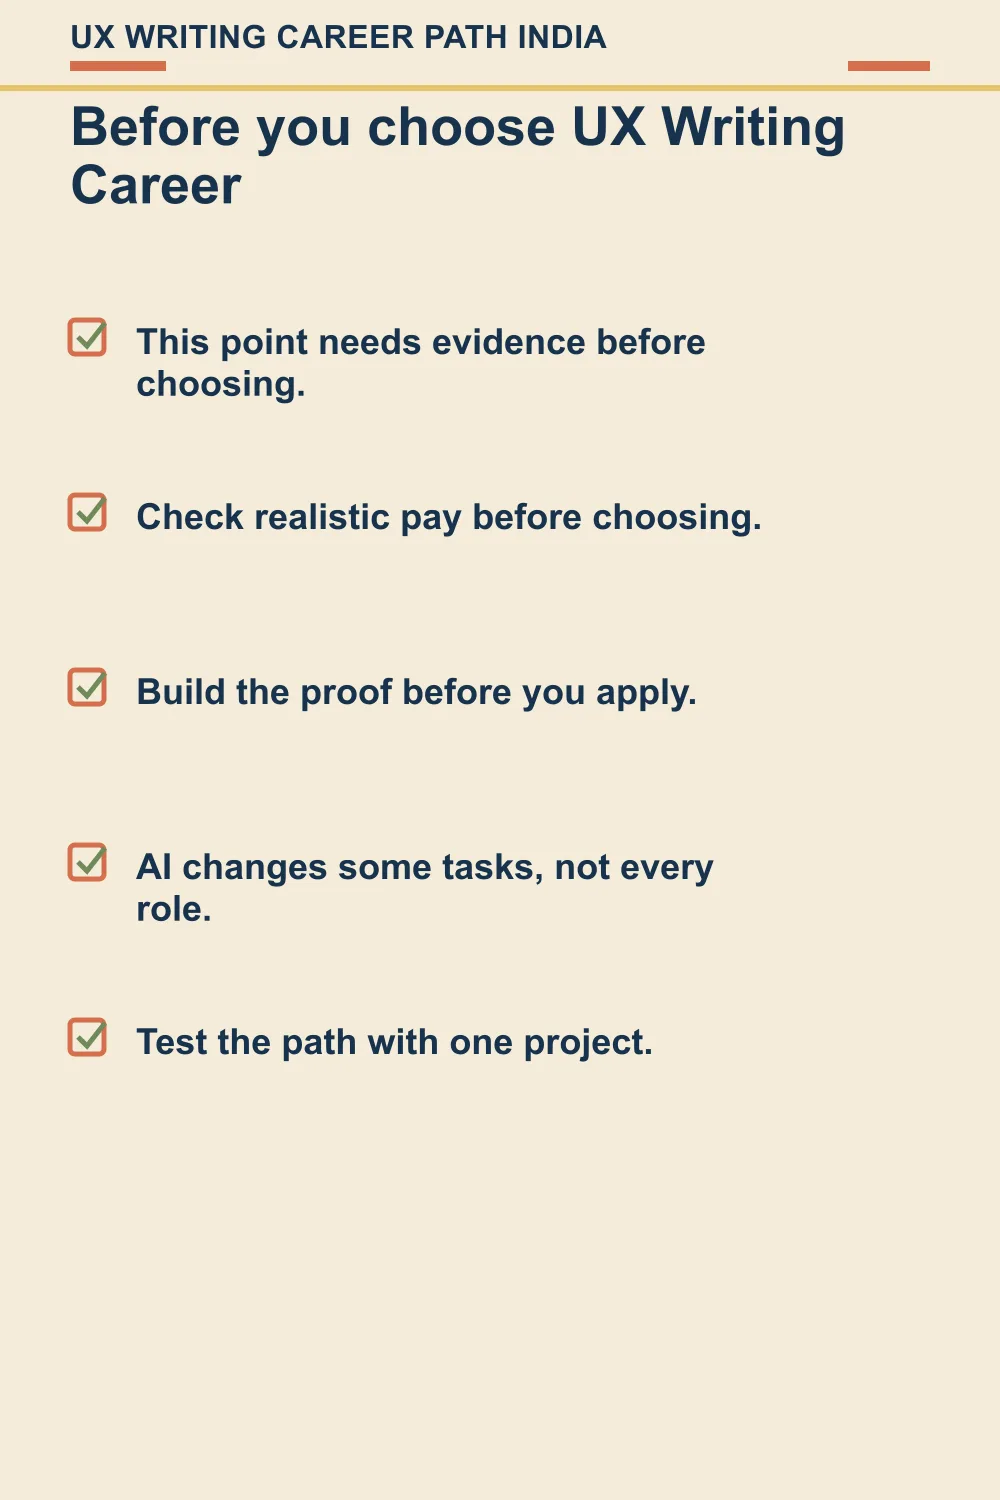 UX WRITING CAREER PATH INDIA
Before you choose UX Writing
Career
This point needs evidence before
choosing.
Check realistic pay before choosing.
Build the proof before you apply.
AI changes some tasks, not every
role.
Test the path with one project.